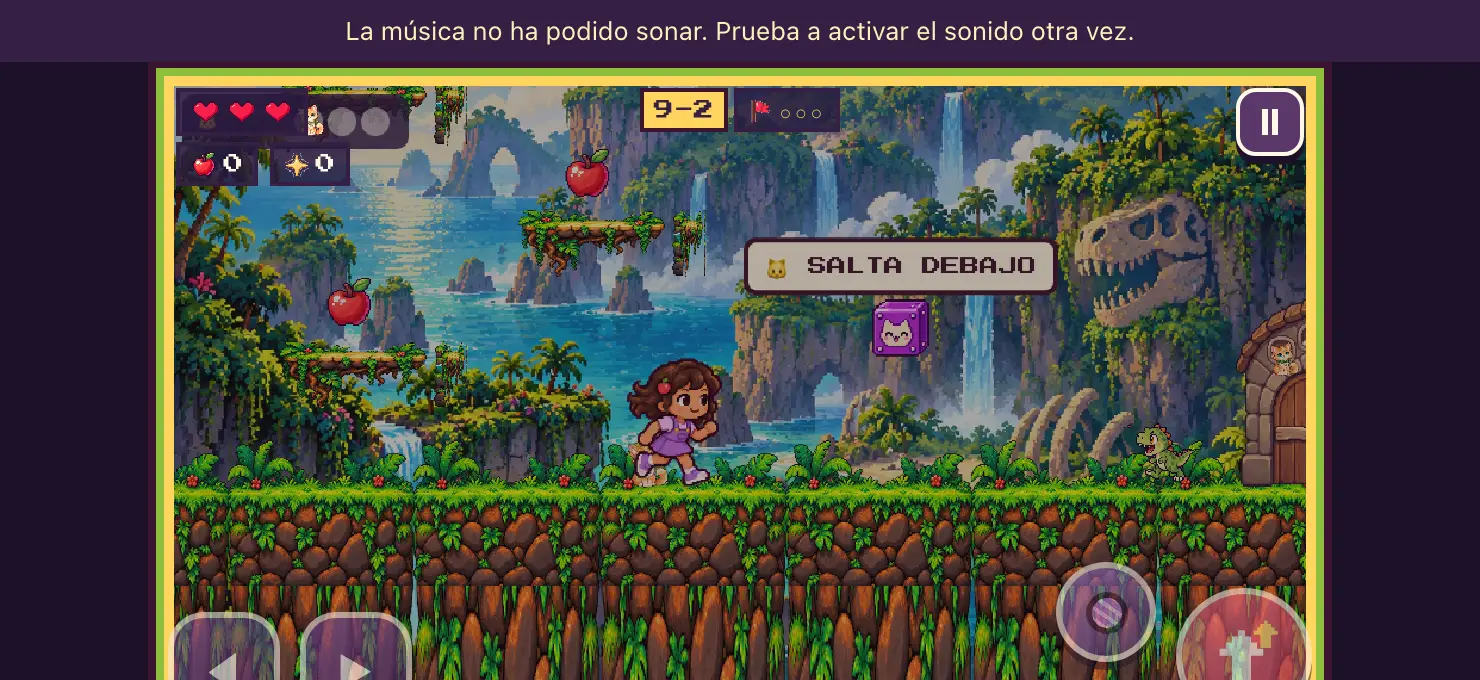 La música no ha podido sonar. Prueba a activar el sonido otra vez.
9-2
0
0
SALTA DEBAJO